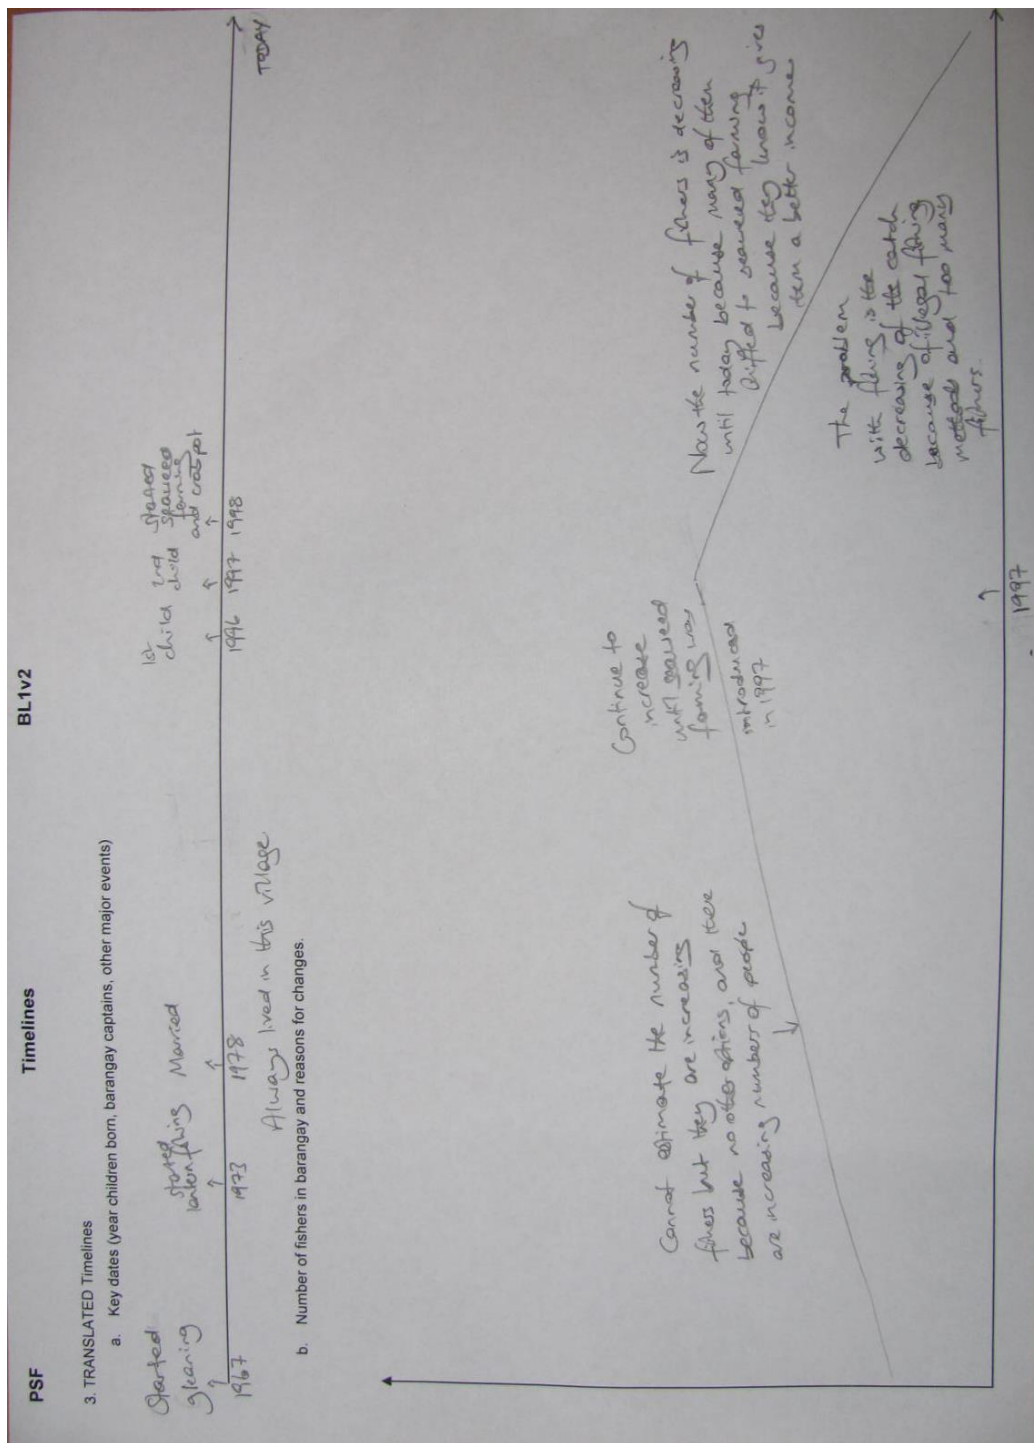 PSF Timelines BL1v2
3. TRANSLATED Timelines
a. Key dates (year children born, barangay captains, other major events)
Started
gleaning
1967
started
lantern fishing
1973
Married
1978
1st
child
1996
2nd
child
1997
started
seaweed
farming
and crabpot
1998
TODAY
Always lived in this village
b. Number of fishers in barangay and reasons for changes.
Cannot estimate the number of
fishers but they are increasing
because no other options, and there
are increasing numbers of people
Continue to
increase
until seaweed
farming was
introduced
in 1997
Now the number of fishers is decreasing
until today because many of them
shifted to seaweed farming
because they know it gives
them a better income
The problem
with fishing is the
decreasing of the catch
because of illegal fishing
methods and too many
fishers.
1997